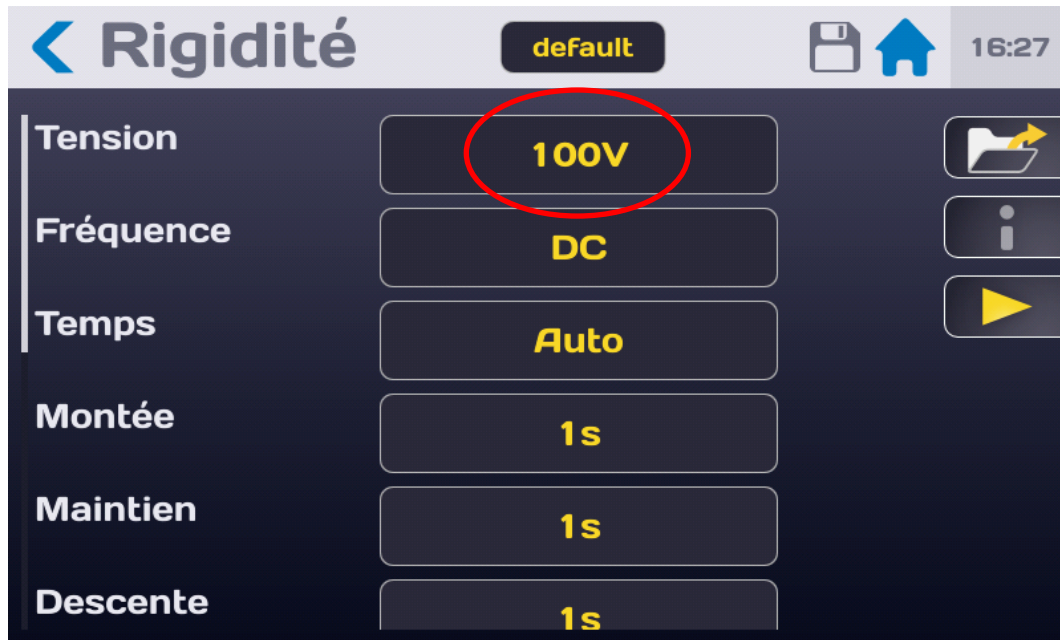 Rigidité default 16:27
Tension 100V
Fréquence DC
Temps Auto
Montée 1s
Maintien 1s
Descente 1s